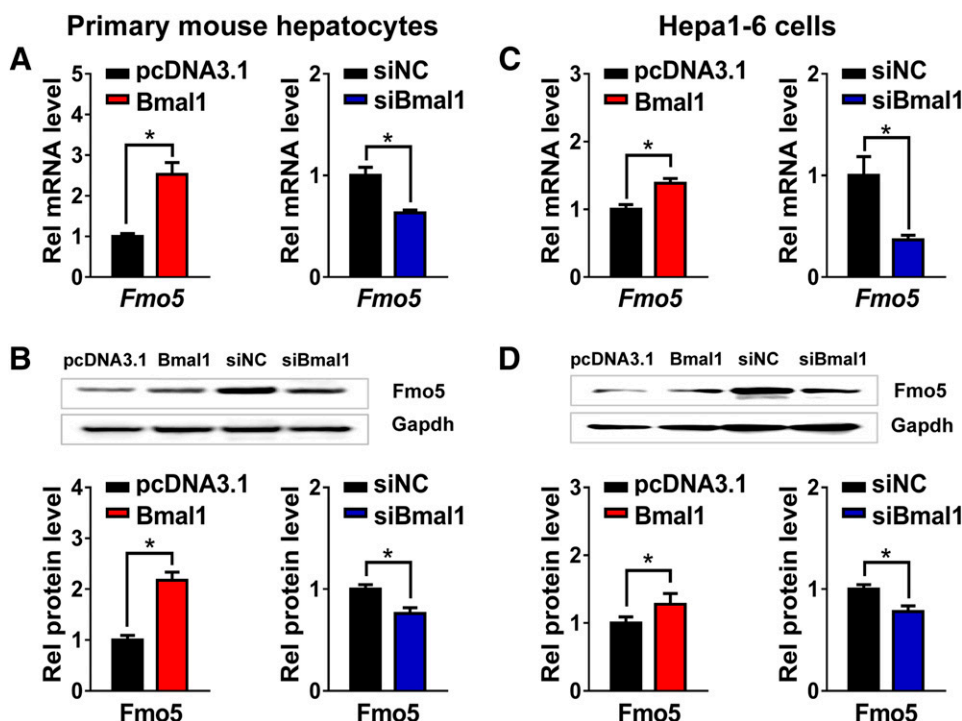 Primary mouse hepatocytes
Hepa1-6 cells
A
Rel mRNA level
5
4
3
2
1
0
pcDNA3.1
Bmal1
*
Fmo5
Rel mRNA level
2
1
0
siNC
siBmal1
*
Fmo5
C
Rel mRNA level
3
2
1
0
pcDNA3.1
Bmal1
*
Fmo5
Rel mRNA level
2
1
0
siNC
siBmal1
*
Fmo5
B
pcDNA3.1 Bmal1 siNC siBmal1
Fmo5
Gapdh
Rel protein level
4
3
2
1
0
pcDNA3.1
Bmal1
*
Fmo5
Rel protein level
2
1
0
siNC
siBmal1
*
Fmo5
D
pcDNA3.1 Bmal1 siNC siBmal1
Fmo5
Gapdh
Rel protein level
3
2
1
0
pcDNA3.1
Bmal1
*
Fmo5
Rel protein level
2
1
0
siNC
siBmal1
*
Fmo5